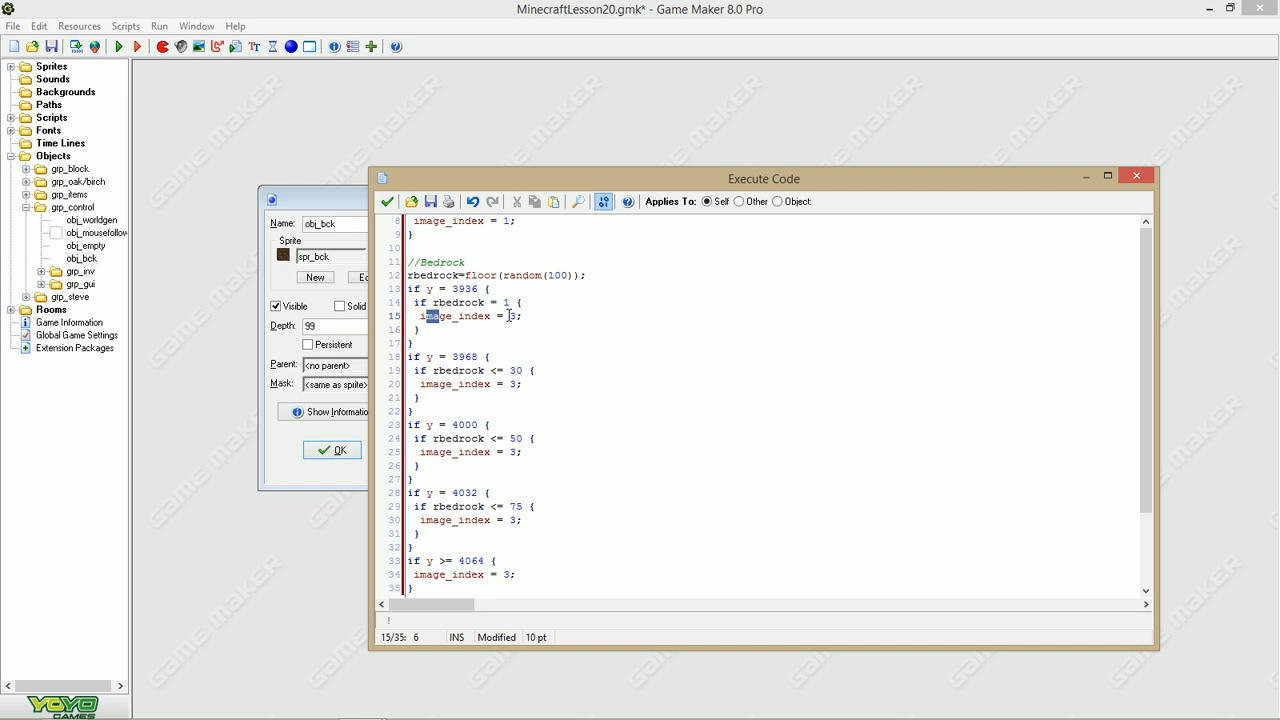 MinecraftLesson20.gmk* - Game Maker 8.0 Pro
File Edit Resources Scripts Run Window Help
Sprites
Sounds
Backgrounds
Paths
Scripts
Fonts
Time Lines
Objects
grp_block
grp_oak/birch
grp_items
grp_control
obj_worldgen
obj_mousefollow
obj_empty
obj_bck
grp_inv
grp_gui
grp_steve
Rooms
Game Information
Global Game Settings
Extension Packages
YOYO
GAMES
GAME MAKER
Name: obj_bck
Sprite
spr_bck
New Ed
Visible Solid
Depth: 99
Persistent
Parent: <no parent>
Mask: <same as sprite>
Show Informatio
OK
Execute Code
Applies To: Self Other Object:
8 image_index = 1;
9 }
10
11 //Bedrock
12 rbedrock=floor(random(100));
13 if y = 3936 {
14 if rbedrock = 1 {
15 image_index = 3;
16 }
17 }
18 if y = 3968 {
19 if rbedrock <= 30 {
20 image_index = 3;
21 }
22 }
23 if y = 4000 {
24 if rbedrock <= 50 {
25 image_index = 3;
26 }
27 }
28 if y = 4032 {
29 if rbedrock <= 75 {
30 image_index = 3;
31 }
32 }
33 if y >= 4064 {
34 image_index = 3;
35 }
!
15/35: 6 INS Modified 10 pt